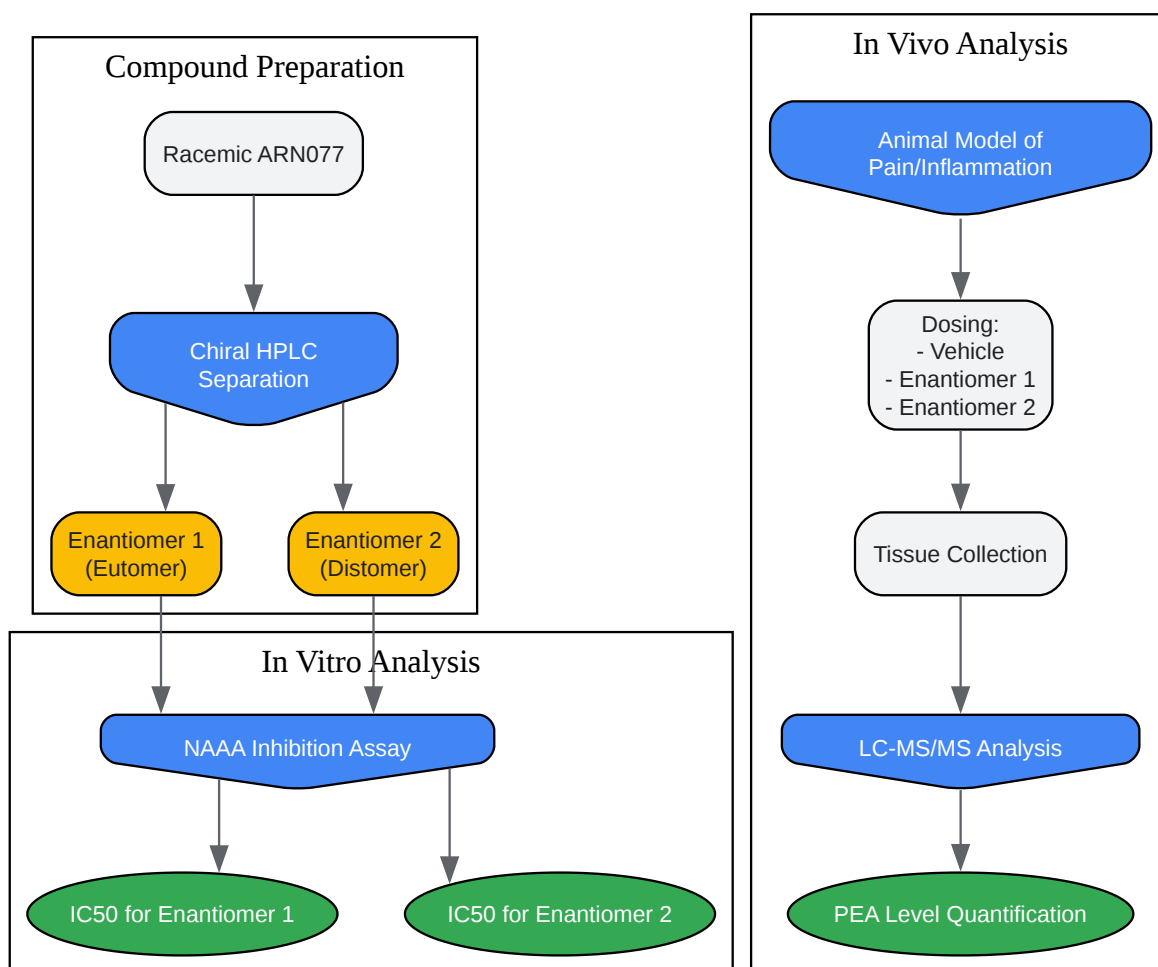 Compound Preparation
Racemic ARN077
Chiral HPLC
Separation
Enantiomer 1
(Eutomer)
Enantiomer 2
(Distomer)
In Vitro Analysis
NAAA Inhibition Assay
IC50 for Enantiomer 1
IC50 for Enantiomer 2
In Vivo Analysis
Animal Model of
Pain/Inflammation
Dosing:
- Vehicle
- Enantiomer 1
- Enantiomer 2
Tissue Collection
LC-MS/MS Analysis
PEA Level Quantification